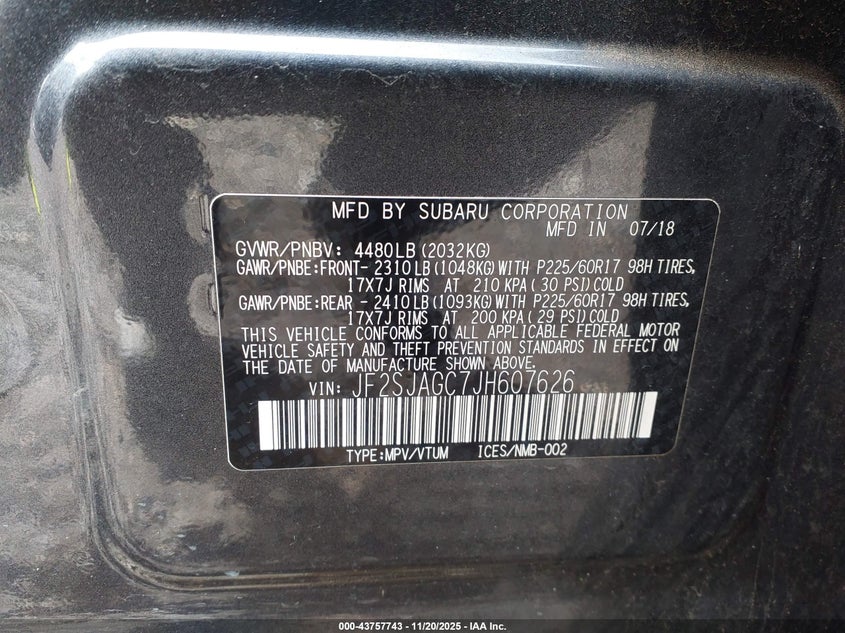 MFD BY SUBARU CORPORATION
MFD IN 07/18
GVWR/PNBV: 4480LB (2032KG)
GAWR/PNBE:FRONT- 2310 LB (1048KG) WITH P225/60R17 98H TIRES,
17X7J RIMS AT 210 KPA ( 30 PSI) COLD
GAWR/PNBE:REAR - 2410 LB (1093KG) WITH P225/60R17 98H TIRES,
17X7J RIMS AT 200 KPA ( 29 PSI) COLD
THIS VEHICLE CONFORMS TO ALL APPLICABLE FEDERAL MOTOR
VEHICLE SAFETY AND THEFT PREVENTION STANDARDS IN EFFECT ON
THE DATE OF MANUFACTURE SHOWN ABOVE.
VIN: JF2SJAGC7JH607626
TYPE:MPV/VTUM ICES/NMB-002
000-43757743 - 11/20/2025 - IAA Inc.